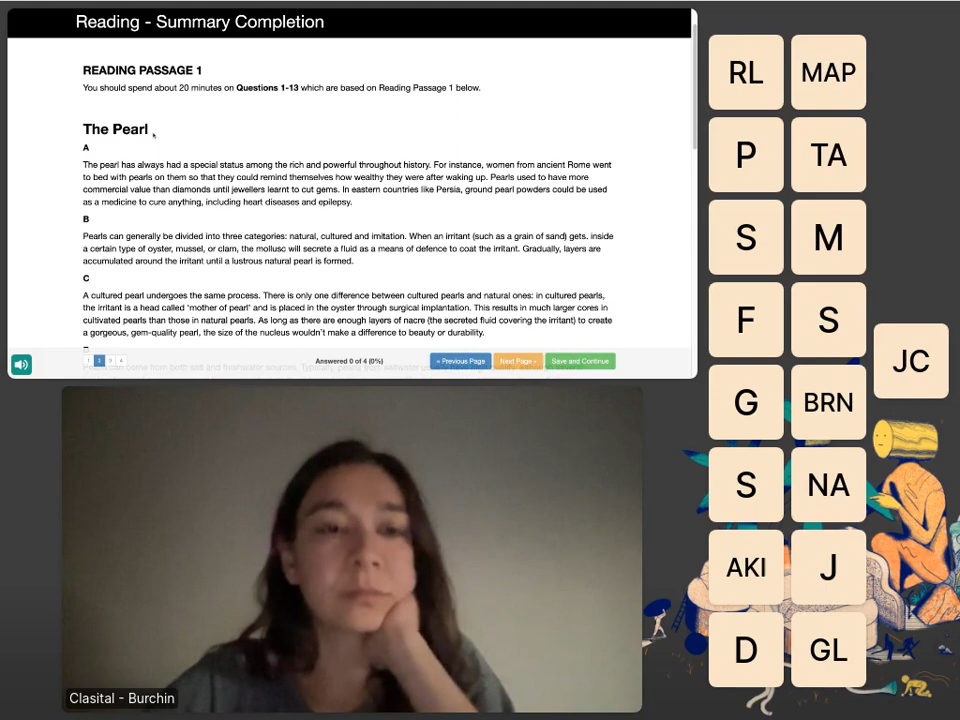 Reading - Summary Completion
READING PASSAGE 1
You should spend about 20 minutes on Questions 1-13 which are based on Reading Passage 1 below.
The Pearl
A
The pearl has always had a special status among the rich and powerful throughout history. For instance, women from ancient Rome went
to bed with pearls on them so that they could remind themselves how wealthy they were after waking up. Pearls used to have more
commercial value than diamonds until jewellers learnt to cut gems. In eastern countries like Persia, ground pearl powders could be used
as a medicine to cure anything, including heart diseases and epilepsy.
B
Pearls can generally be divided into three categories: natural, cultured and imitation. When an irritant (such as a grain of sand) gets. inside
a certain type of oyster, mussel, or clam, the mollusc will secrete a fluid as a means of defence to coat the irritant. Gradually, layers are
accumulated around the irritant until a lustrous natural pearl is formed.
C
A cultured pearl undergoes the same process. There is only one difference between cultured pearls and natural ones: in cultured pearls,
the irritant is a head called 'mother of pearl' and is placed in the oyster through surgical implantation. This results in much larger cores in
cultivated pearls than those in natural pearls. As long as there are enough layers of nacre (the secreted fluid covering the irritant) to create
a gorgeous, gem-quality pearl, the size of the nucleus wouldn't make a difference to beauty or durability.
1 2 3 4
Answered 0 of 4 (0%)
« Previous Page
Next Page »
Save and Continue
RL MAP
P TA
S M
F S
JC
G BRN
S NA
AKI J
D GL
Clasital - Burchin